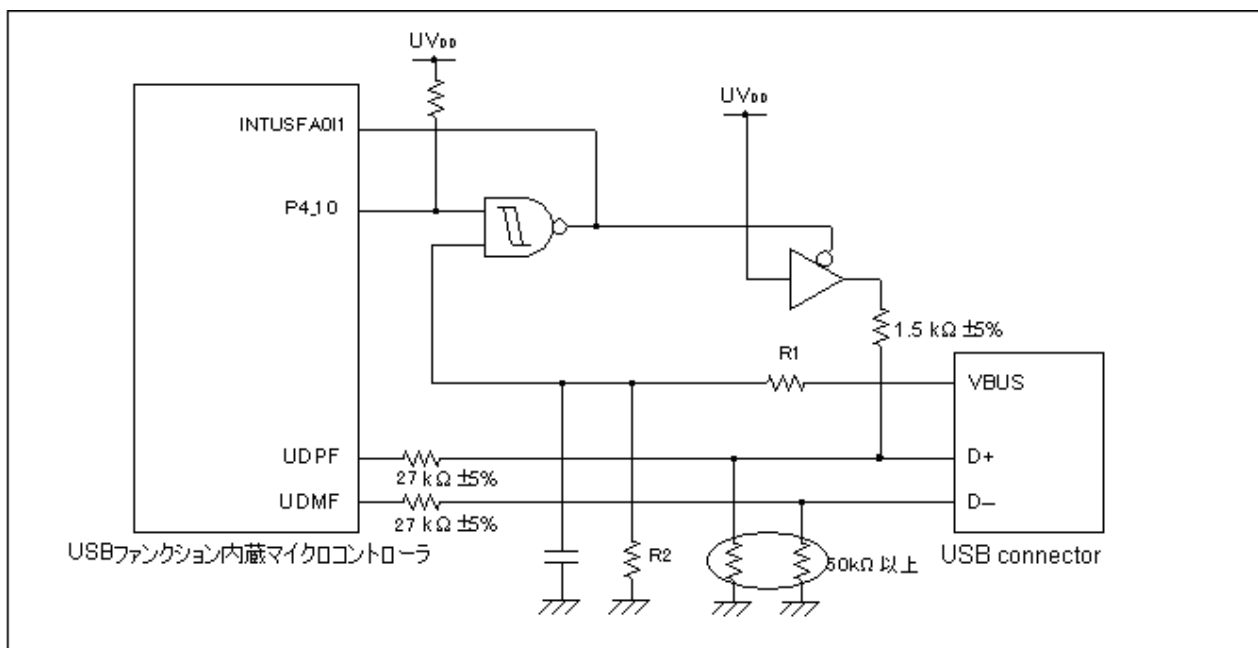 UVDD
UVDD
INTUSFA0I1
P4_10
1.5 kΩ ±5%
R1
VBUS
UDPF
27 kΩ ±5%
D+
UDMF
27 kΩ ±5%
D−
R2
50kΩ 以上
USBファンクション内蔵マイクロコントローラ
USB connector